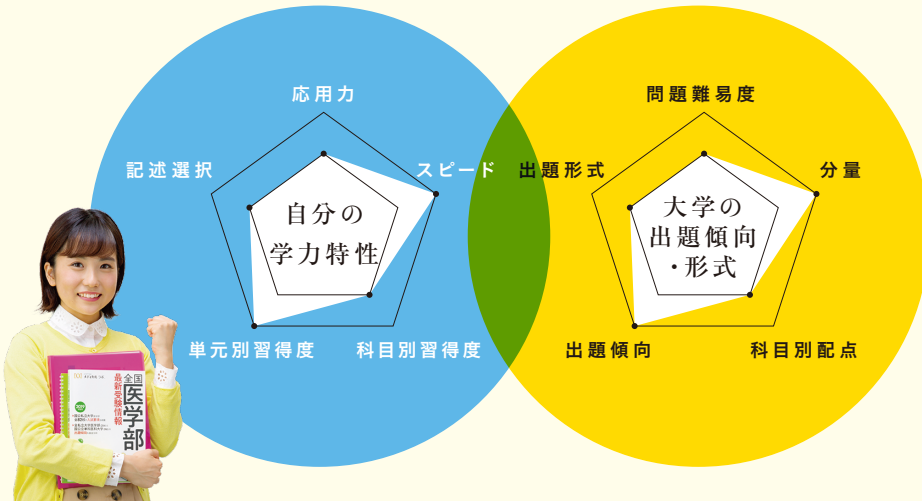 応用力
記述選択
スピード
自分の
学力特性
単元別習得度
科目別習得度
問題難易度
出題形式
分量
大学の
出題傾向
・形式
出題傾向
科目別配点
全国
医学部
最新受験情報